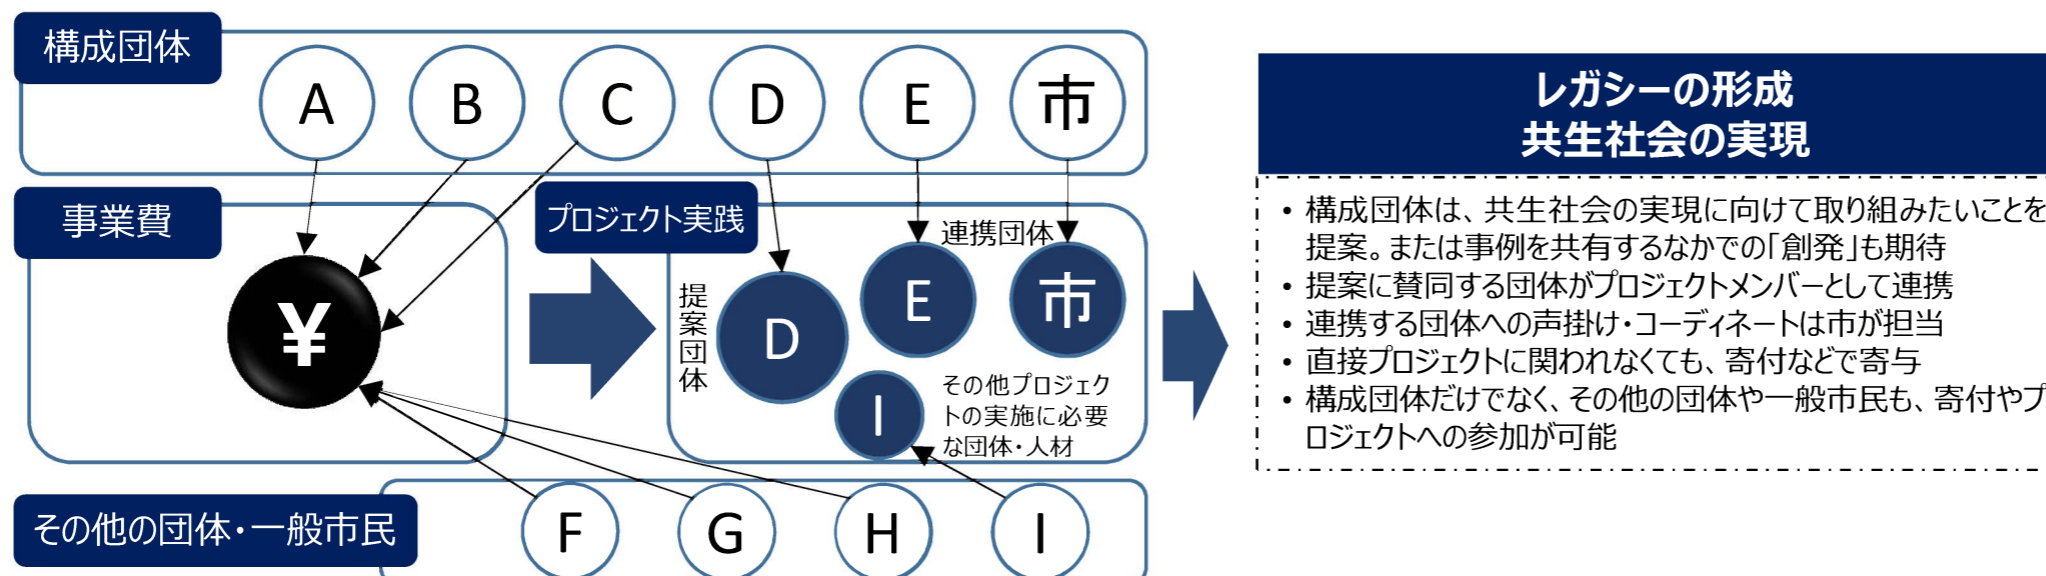 構成団体
A
B
C
D
E
市
事業費
¥
プロジェクト実践
提案団体
連携団体
D
E
市
I
その他プロジェク
トの実施に必要
な団体・人材
その他の団体・一般市民
F
G
H
I
レガシーの形成
共生社会の実現
• 構成団体は、共生社会の実現に向けて取り組みたいことを
提案。または事例を共有するなかでの「創発」も期待
• 提案に賛同する団体がプロジェクトメンバーとして連携
• 連携する団体への声掛け・コーディネートは市が担当
• 直接プロジェクトに関われなくても、寄付などで寄与
• 構成団体だけでなく、その他の団体や一般市民も、寄付やプ
ロジェクトへの参加が可能